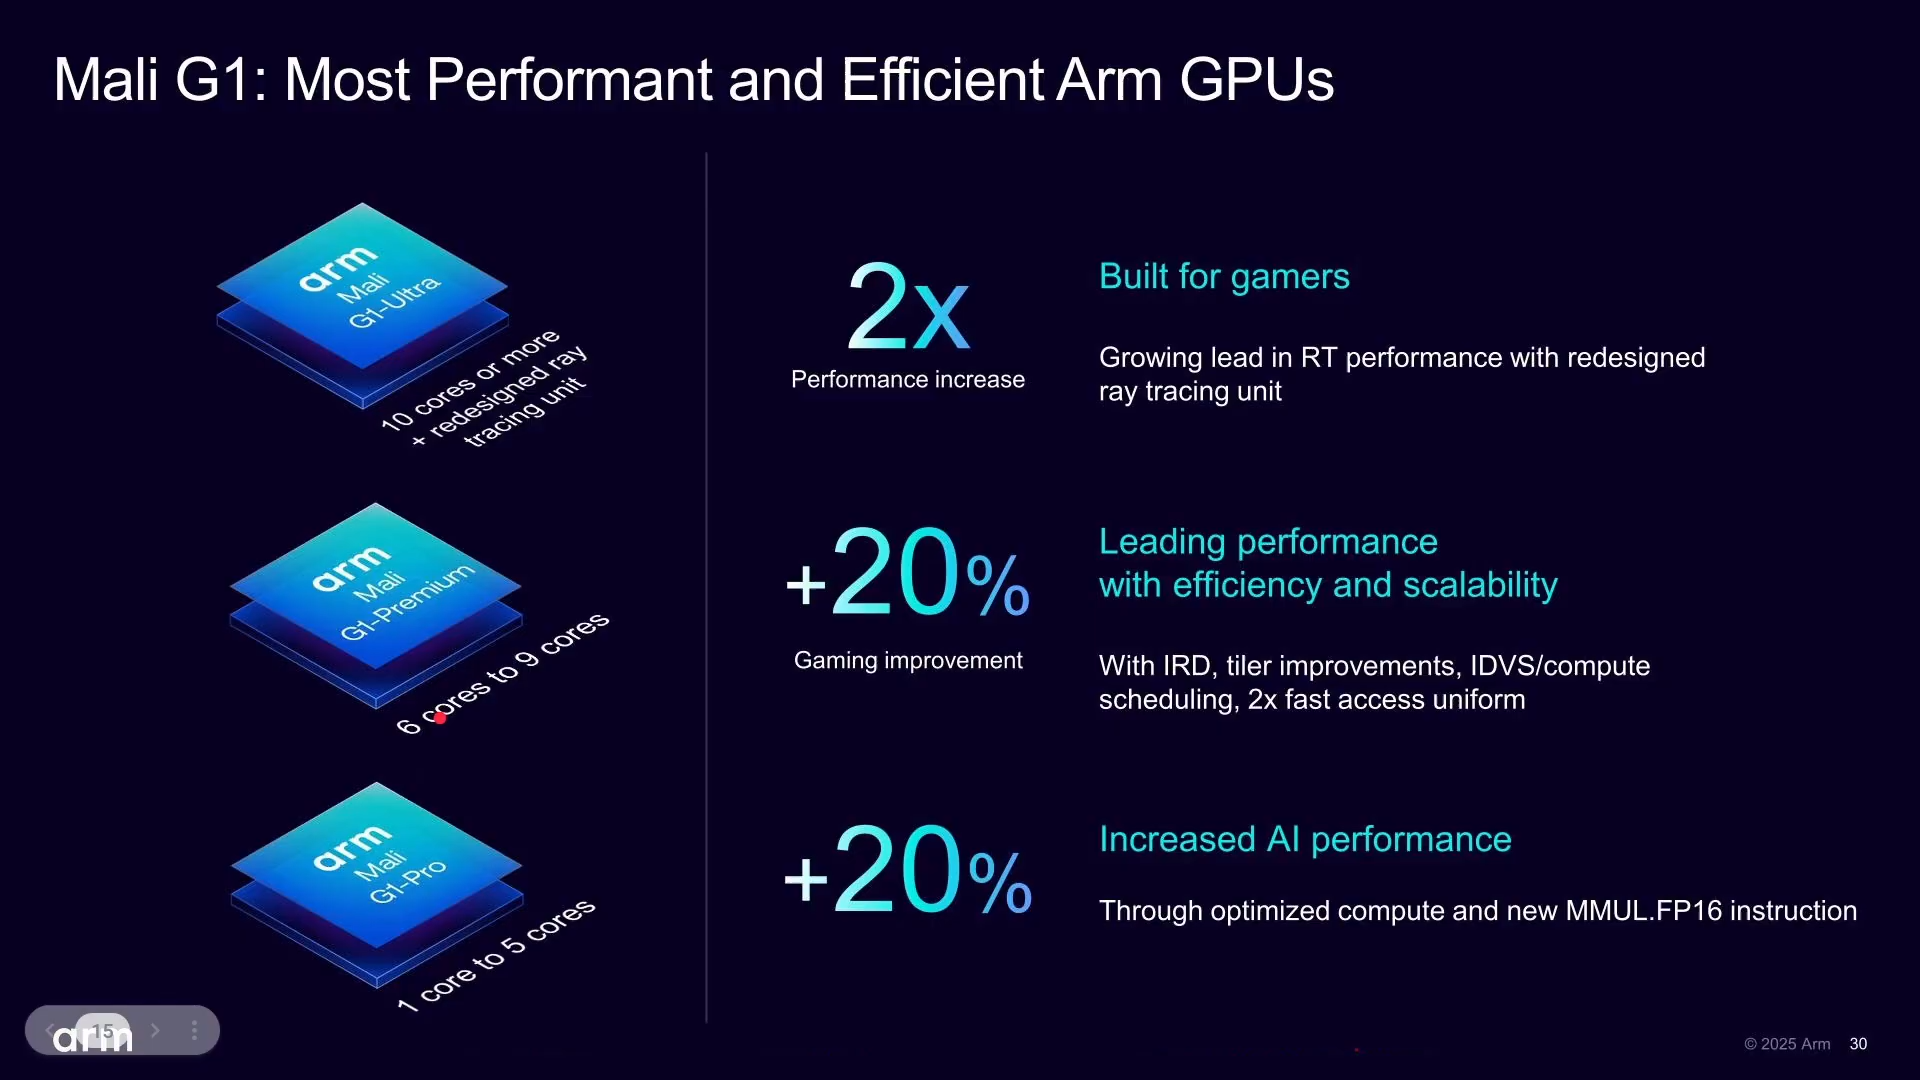 Mali G1: Most Performant and Efficient Arm GPUs
arm
Mali
G1-Ultra
10 cores or more
+ redesigned ray
tracing unit
2x
Performance increase
Built for gamers
Growing lead in RT performance with redesigned
ray tracing unit
arm
Mali
G1-Premium
6 cores to 9 cores
+20%
Gaming improvement
Leading performance
with efficiency and scalability
With IRD, tiler improvements, IDVS/compute
scheduling, 2x fast access uniform
arm
Mali
G1-Pro
1 core to 5 cores
+20%
Increased AI performance
Through optimized compute and new MMUL.FP16 instruction
15
arm
© 2025 Arm 30